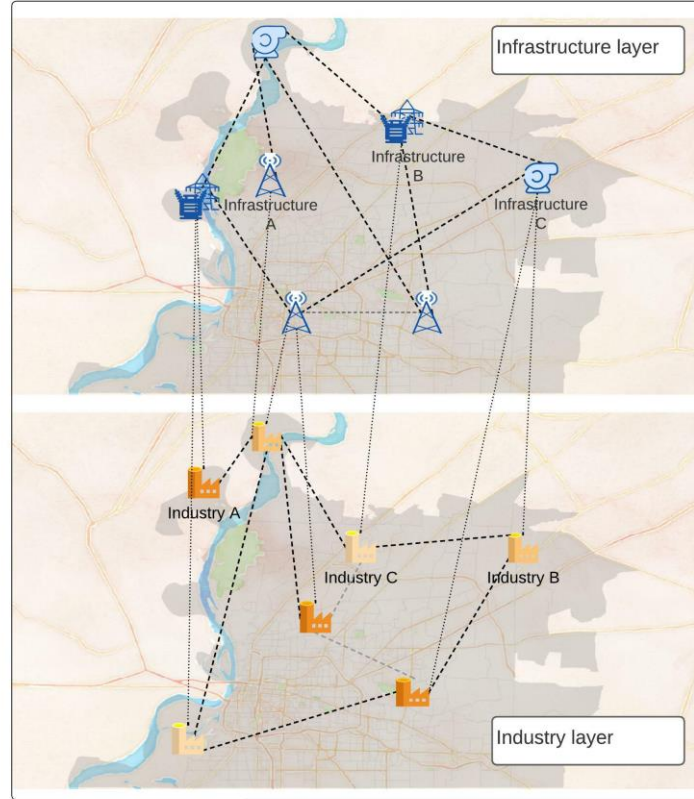 Infrastructure layer
Infrastructure
B
Infrastructure
A
Infrastructure
C
Industry A
Industry C
Industry B
Industry layer